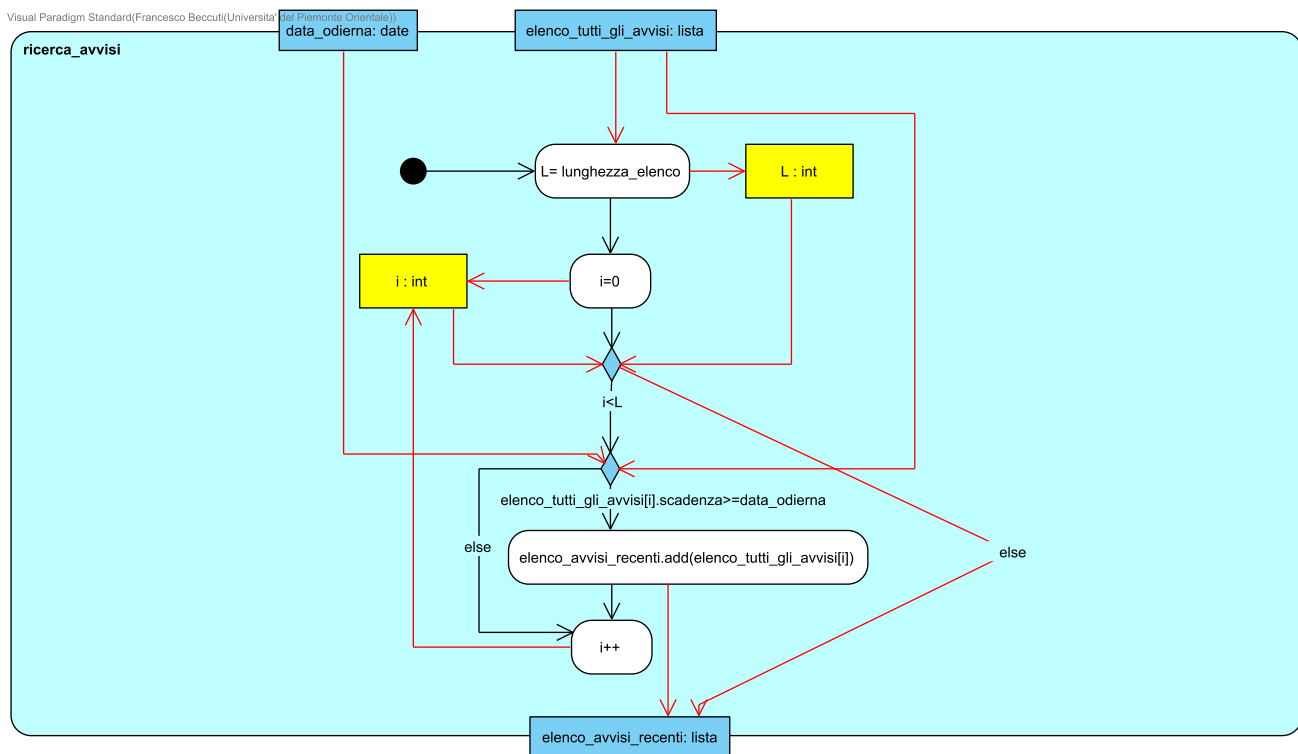 Visual Paradigm Standard(Francesco Beccuti(Universita' del Piemonte Orientale))
data_odierna: date
elenco_tutti_gli_avvisi: lista
ricerca_avvisi
L= lunghezza_elenco
L : int
i : int
i=0
i<L
elenco_tutti_gli_avvisi[i].scadenza>=data_odierna
else
else
elenco_avvisi_recenti.add(elenco_tutti_gli_avvisi[i])
i++
elenco_avvisi_recenti: lista